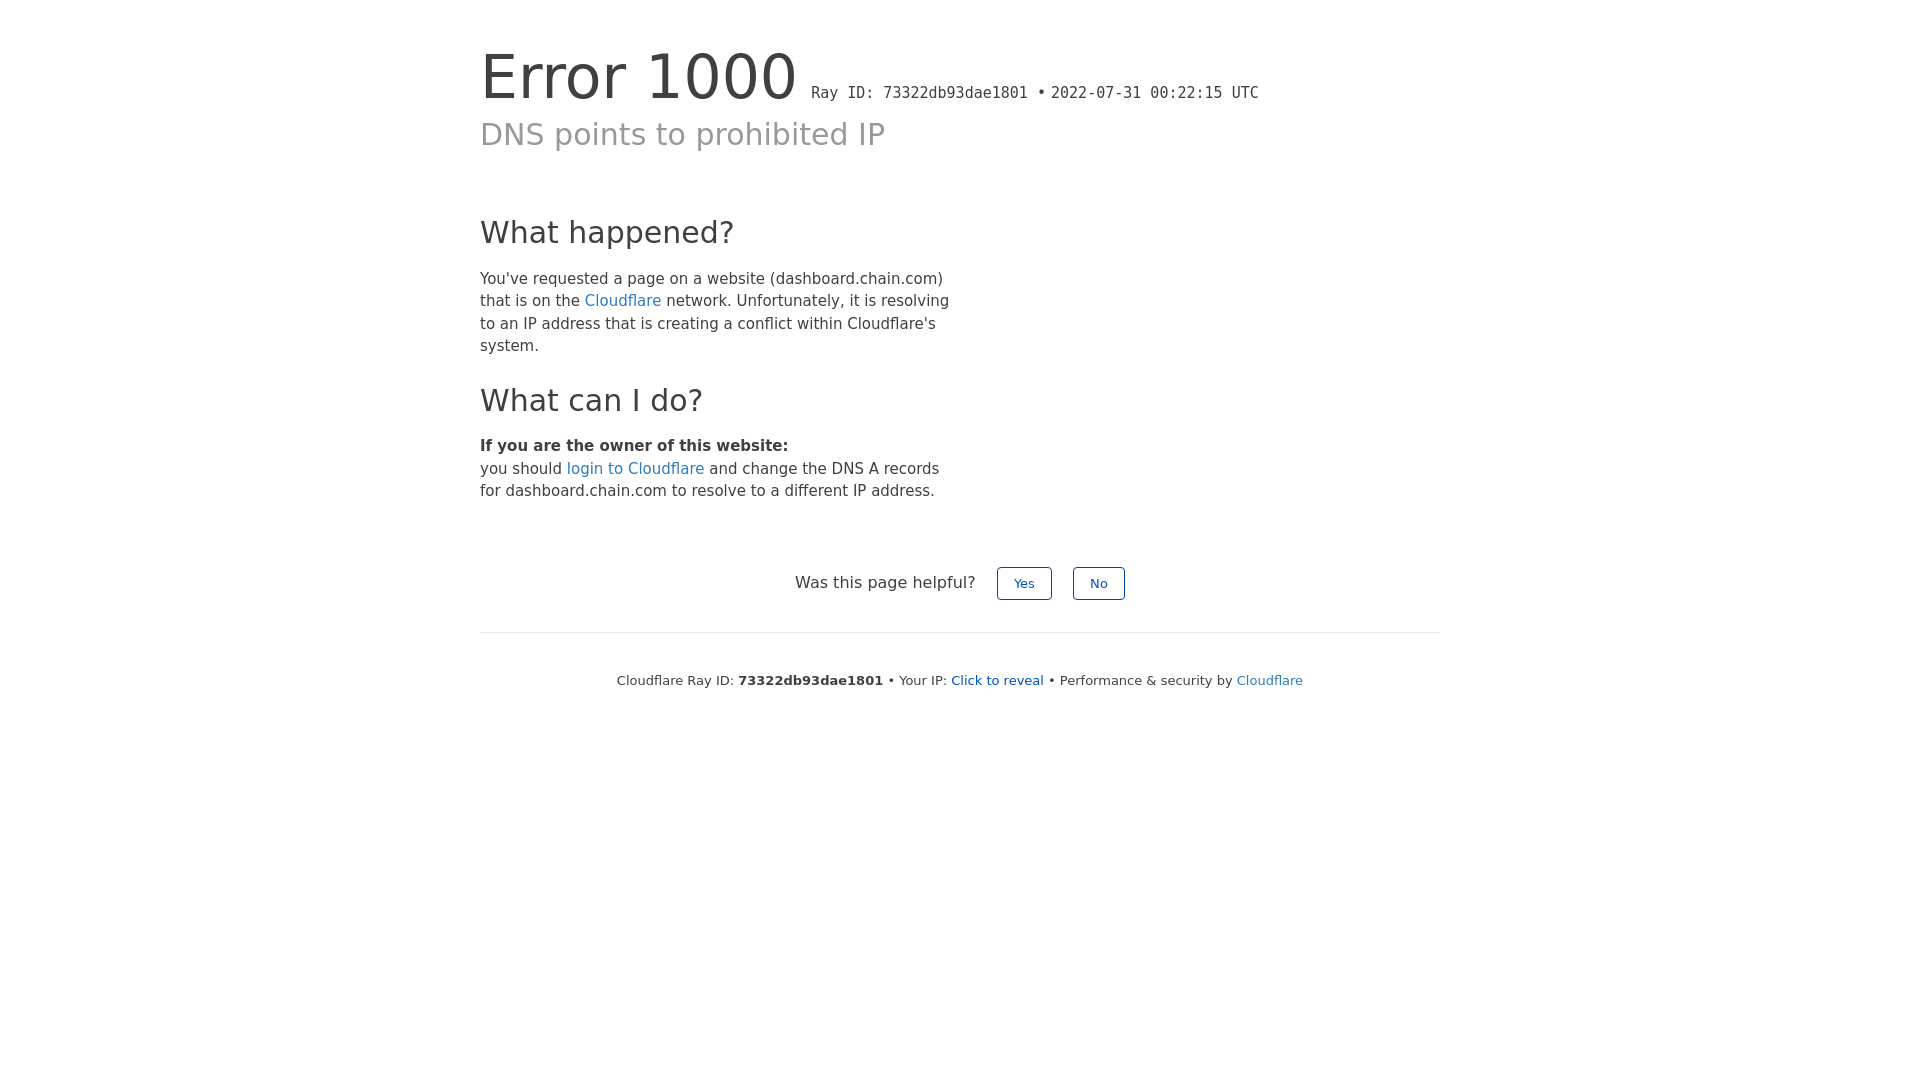 Error 1000 Ray ID: 73322db93dae1801 • 2022-07-31 00:22:15 UTC
DNS points to prohibited IP
What happened?
You've requested a page on a website (dashboard.chain.com)
that is on the Cloudflare network. Unfortunately, it is resolving
to an IP address that is creating a conflict within Cloudflare's
system.
What can I do?
If you are the owner of this website:
you should login to Cloudflare and change the DNS A records
for dashboard.chain.com to resolve to a different IP address.
Was this page helpful? Yes No
Cloudflare Ray ID: 73322db93dae1801 • Your IP: Click to reveal • Performance & security by Cloudflare